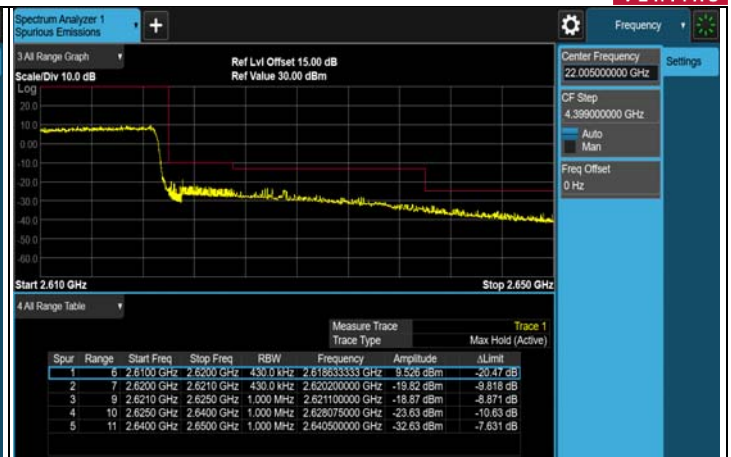 Spectrum Analyzer 1
Spurious Emissions
+
Frequency
3 All Range Graph
Ref Lvl Offset 15.00 dB
Scale/Div 10.0 dB
Ref Value 30.00 dBm
Log
20.0
10.0
0.00
-10.0
-20.0
-30.0
-40.0
-50.0
-60.0
Start 2.610 GHz
Stop 2.650 GHz
4 All Range Table
Measure Trace Trace 1
Trace Type Max Hold (Active)
Spur Range Start Freq Stop Freq RBW Frequency Amplitude ΔLimit
1 6 2.6100 GHz 2.6200 GHz 430.0 kHz 2.618633333 GHz 9.526 dBm -20.47 dB
2 7 2.6200 GHz 2.6210 GHz 430.0 kHz 2.620200000 GHz -19.82 dBm -9.818 dB
3 9 2.6210 GHz 2.6250 GHz 1.000 MHz 2.621100000 GHz -18.87 dBm -8.871 dB
4 10 2.6250 GHz 2.6400 GHz 1.000 MHz 2.628075000 GHz -23.63 dBm -10.63 dB
5 11 2.6400 GHz 2.6500 GHz 1.000 MHz 2.640500000 GHz -32.63 dBm -7.631 dB
Center Frequency
22.005000000 GHz
Settings
CF Step
4.399000000 GHz
Auto
Man
Freq Offset
0 Hz